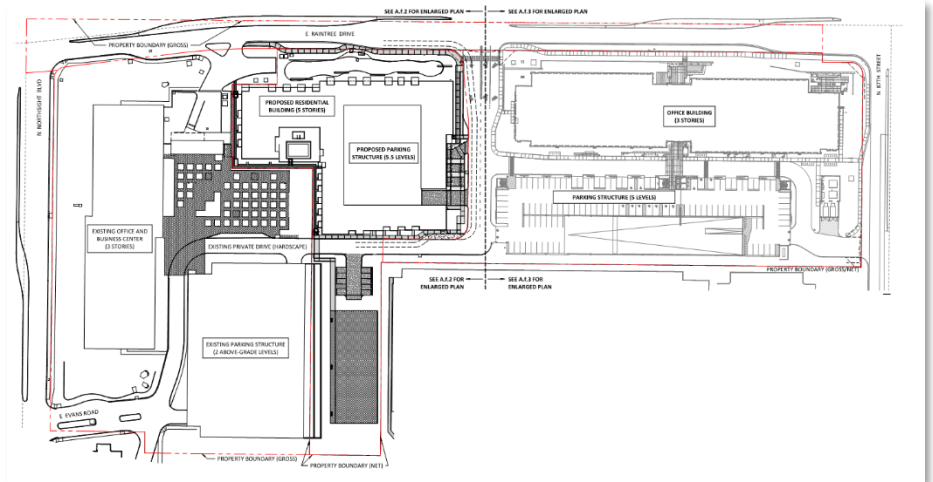 SEE A.f.2 FOR ENLARGED PLAN
SEE A.f.3 FOR ENLARGED PLAN
PROPERTY BOUNDARY (GROSS)
E. RAINTREE DRIVE
N. NORTHSIGHT BLVD
N. 87TH STREET
PROPOSED RESIDENTIAL
BUILDING (5 STORIES)
OFFICE BUILDING
(3 STORIES)
PROPOSED PARKING
STRUCTURE (5.5 LEVELS)
PARKING STRUCTURE (5 LEVELS)
EXISTING OFFICE AND
BUSINESS CENTER
(3 STORIES)
EXISTING PRIVATE DRIVE (HARDSCAPE)
PROPERTY BOUNDARY (GROSS/NET)
SEE A.f.2 FOR
ENLARGED PLAN
SEE A.f.3 FOR
ENLARGED PLAN
EXISTING PARKING STRUCTURE
(2 ABOVE-GRADE LEVELS)
E. EVANS ROAD
PROPERTY BOUNDARY (GROSS)
PROPERTY BOUNDARY (NET)